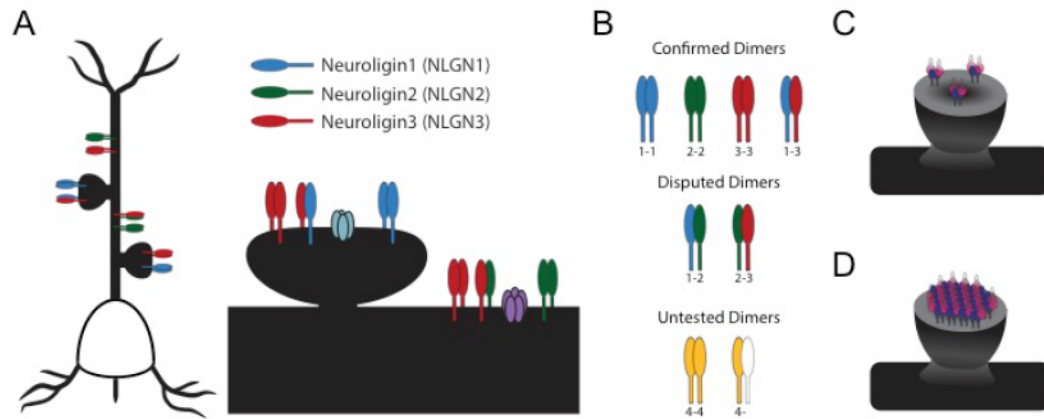 A
Neuroligin1 (NLGN1)
Neuroligin2 (NLGN2)
Neuroligin3 (NLGN3)
B
Confirmed Dimers
1-1 2-2 3-3 1-3
Disputed Dimers
1-2 2-3
Untested Dimers
4-4 4-
C
D